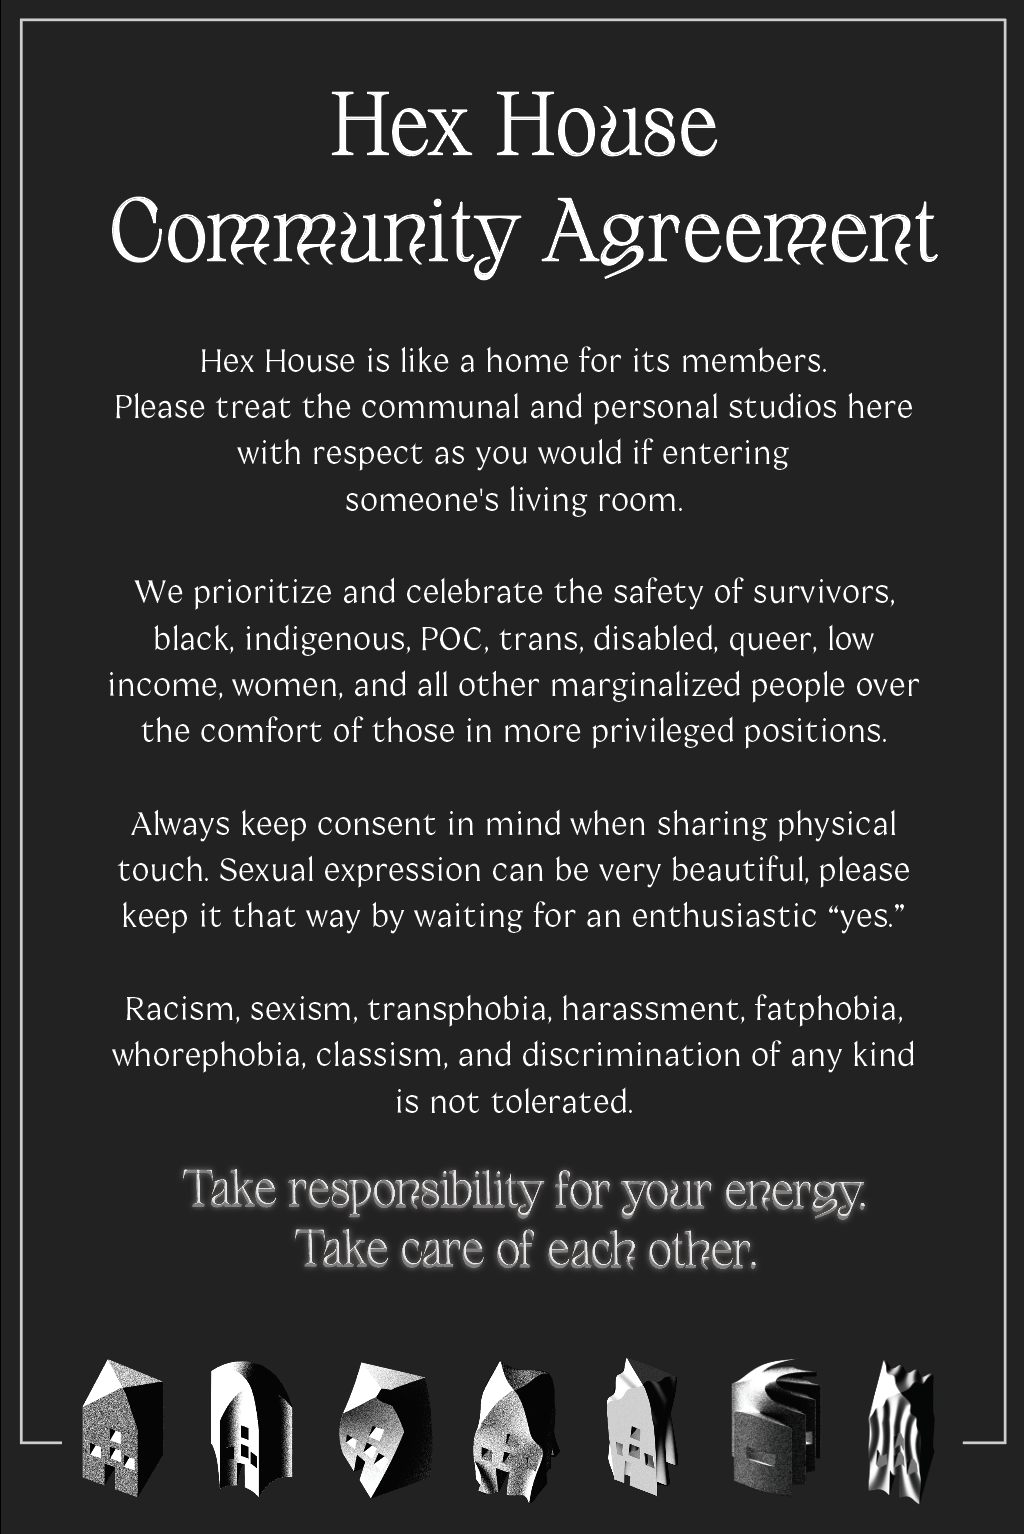 Hex House
Community Agreement
Hex House is like a home for its members.
Please treat the communal and personal studios here
with respect as you would if entering
someone's living room.
We prioritize and celebrate the safety of survivors,
black, indigenous, POC, trans, disabled, queer, low
income, women, and all other marginalized people over
the comfort of those in more privileged positions.
Always keep consent in mind when sharing physical
touch. Sexual expression can be very beautiful, please
keep it that way by waiting for an enthusiastic “yes.”
Racism, sexism, transphobia, harassment, fatphobia,
whorephobia, classism, and discrimination of any kind
is not tolerated.
Take responsibility for your energy.
Take care of each other.